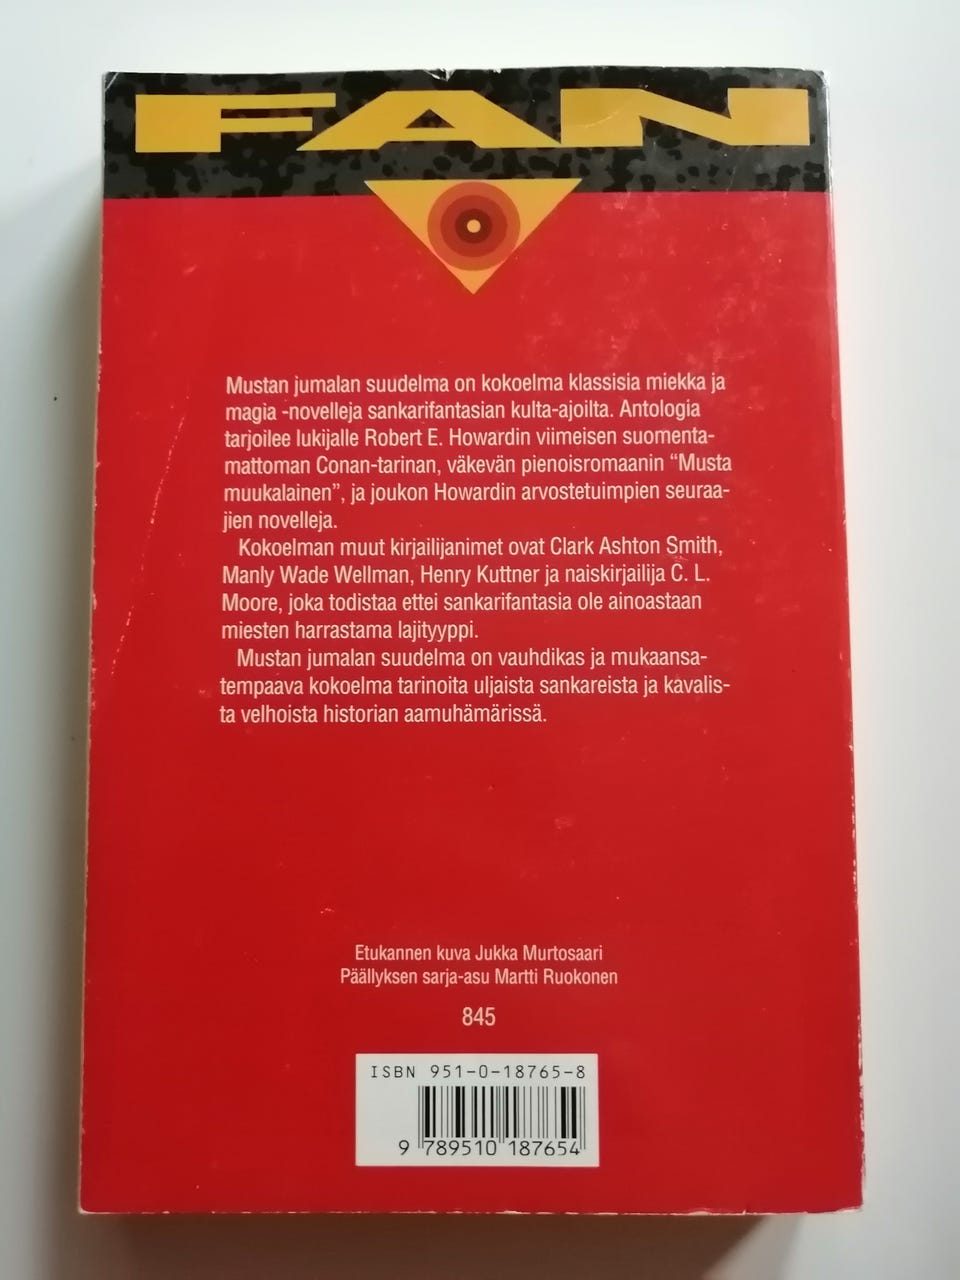 FAN
Mustan jumalan suudelma on kokoelma klassisia miekka ja
magia -novelleja sankarifantasian kulta-ajoilta. Antologia
tarjoilee lukijalle Robert E. Howardin viimeisen suomenta-
mattoman Conan-tarinan, väkevän pienoisromaanin “Musta
muukalainen”, ja joukon Howardin arvostetuimpien seuraa-
jien novelleja.
Kokoelman muut kirjailijanimet ovat Clark Ashton Smith,
Manly Wade Wellman, Henry Kuttner ja naiskirjailija C. L.
Moore, joka todistaa ettei sankarifantasia ole ainoastaan
miesten harrastama lajityyppi.
Mustan jumalan suudelma on vauhdikas ja mukaansa-
tempaava kokoelma tarinoita uljaista sankareista ja kavalis-
ta velhoista historian aamuhämärissä.
Etukannen kuva Jukka Murtosaari
Päällyksen sarja-asu Martti Ruokonen
845
ISBN 951-0-18765-8
9 789510 187654